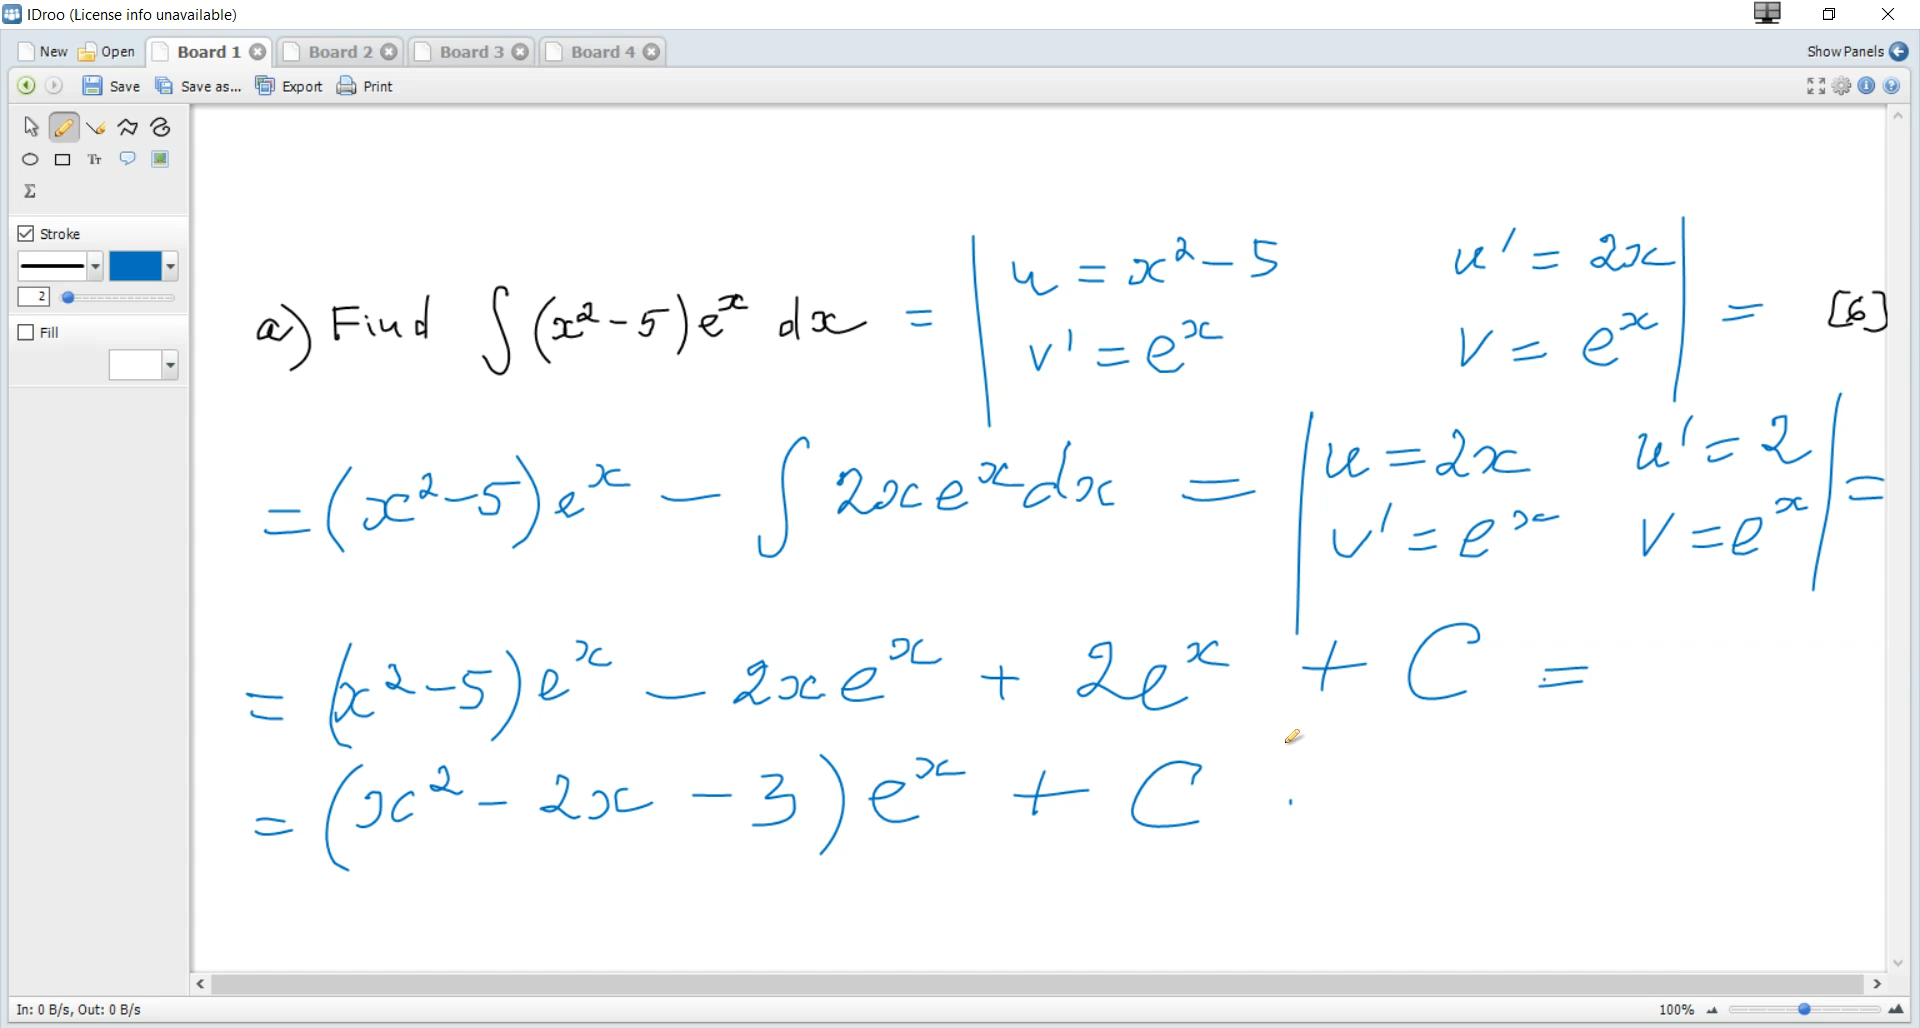 IDroo (License info unavailable)
New Open Board 1 Board 2 Board 3 Board 4 Show Panels
Save Save as... Export Print
Tт
Σ
Stroke
2
Fill
a) Find ∫(x²-5)eˣ dx = | u = x²-5 u' = 2x | = [6]
v' = eˣ v = eˣ
= (x²-5)eˣ - ∫ 2xeˣdx = | u = 2x u' = 2 | =
v' = eˣ v = eˣ
= (x²-5)eˣ - 2xeˣ + 2eˣ + C =
= (x² - 2x - 3)eˣ + C .
In: 0 B/s, Out: 0 B/s 100%